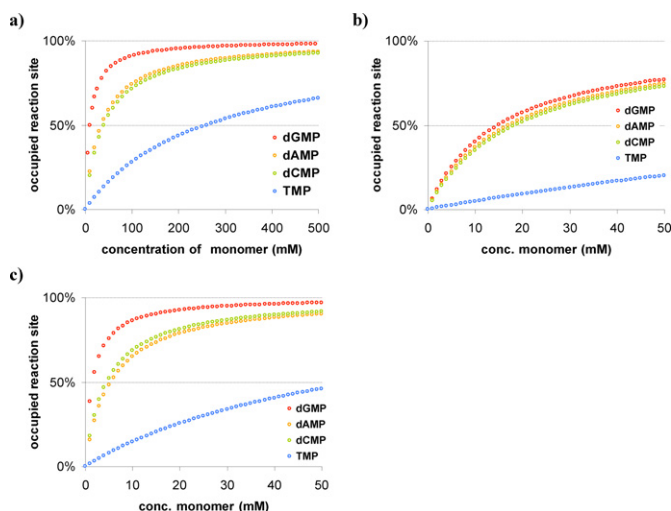 a)
100%
50%
0%
occupied reaction site
dGMP
dAMP
dCMP
TMP
0 100 200 300 400 500
concentration of monomer (mM)
b)
100%
50%
0%
occupied reaction site
dGMP
dAMP
dCMP
TMP
0 10 20 30 40 50
conc. monomer (mM)
c)
100%
50%
0%
occupied reaction site
dGMP
dAMP
dCMP
TMP
0 10 20 30 40 50
conc. monomer (mM)